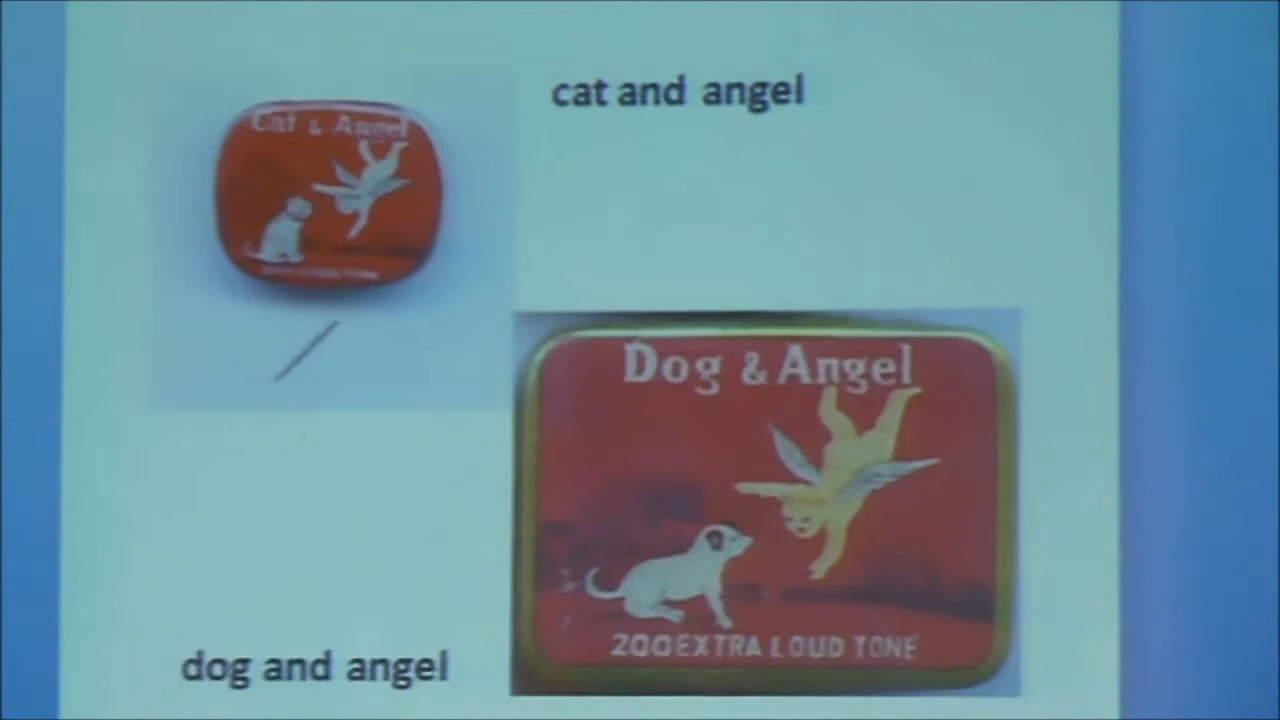 cat and angel
Cat & Angel
Dog & Angel
200 EXTRA LOUD TONE
dog and angel